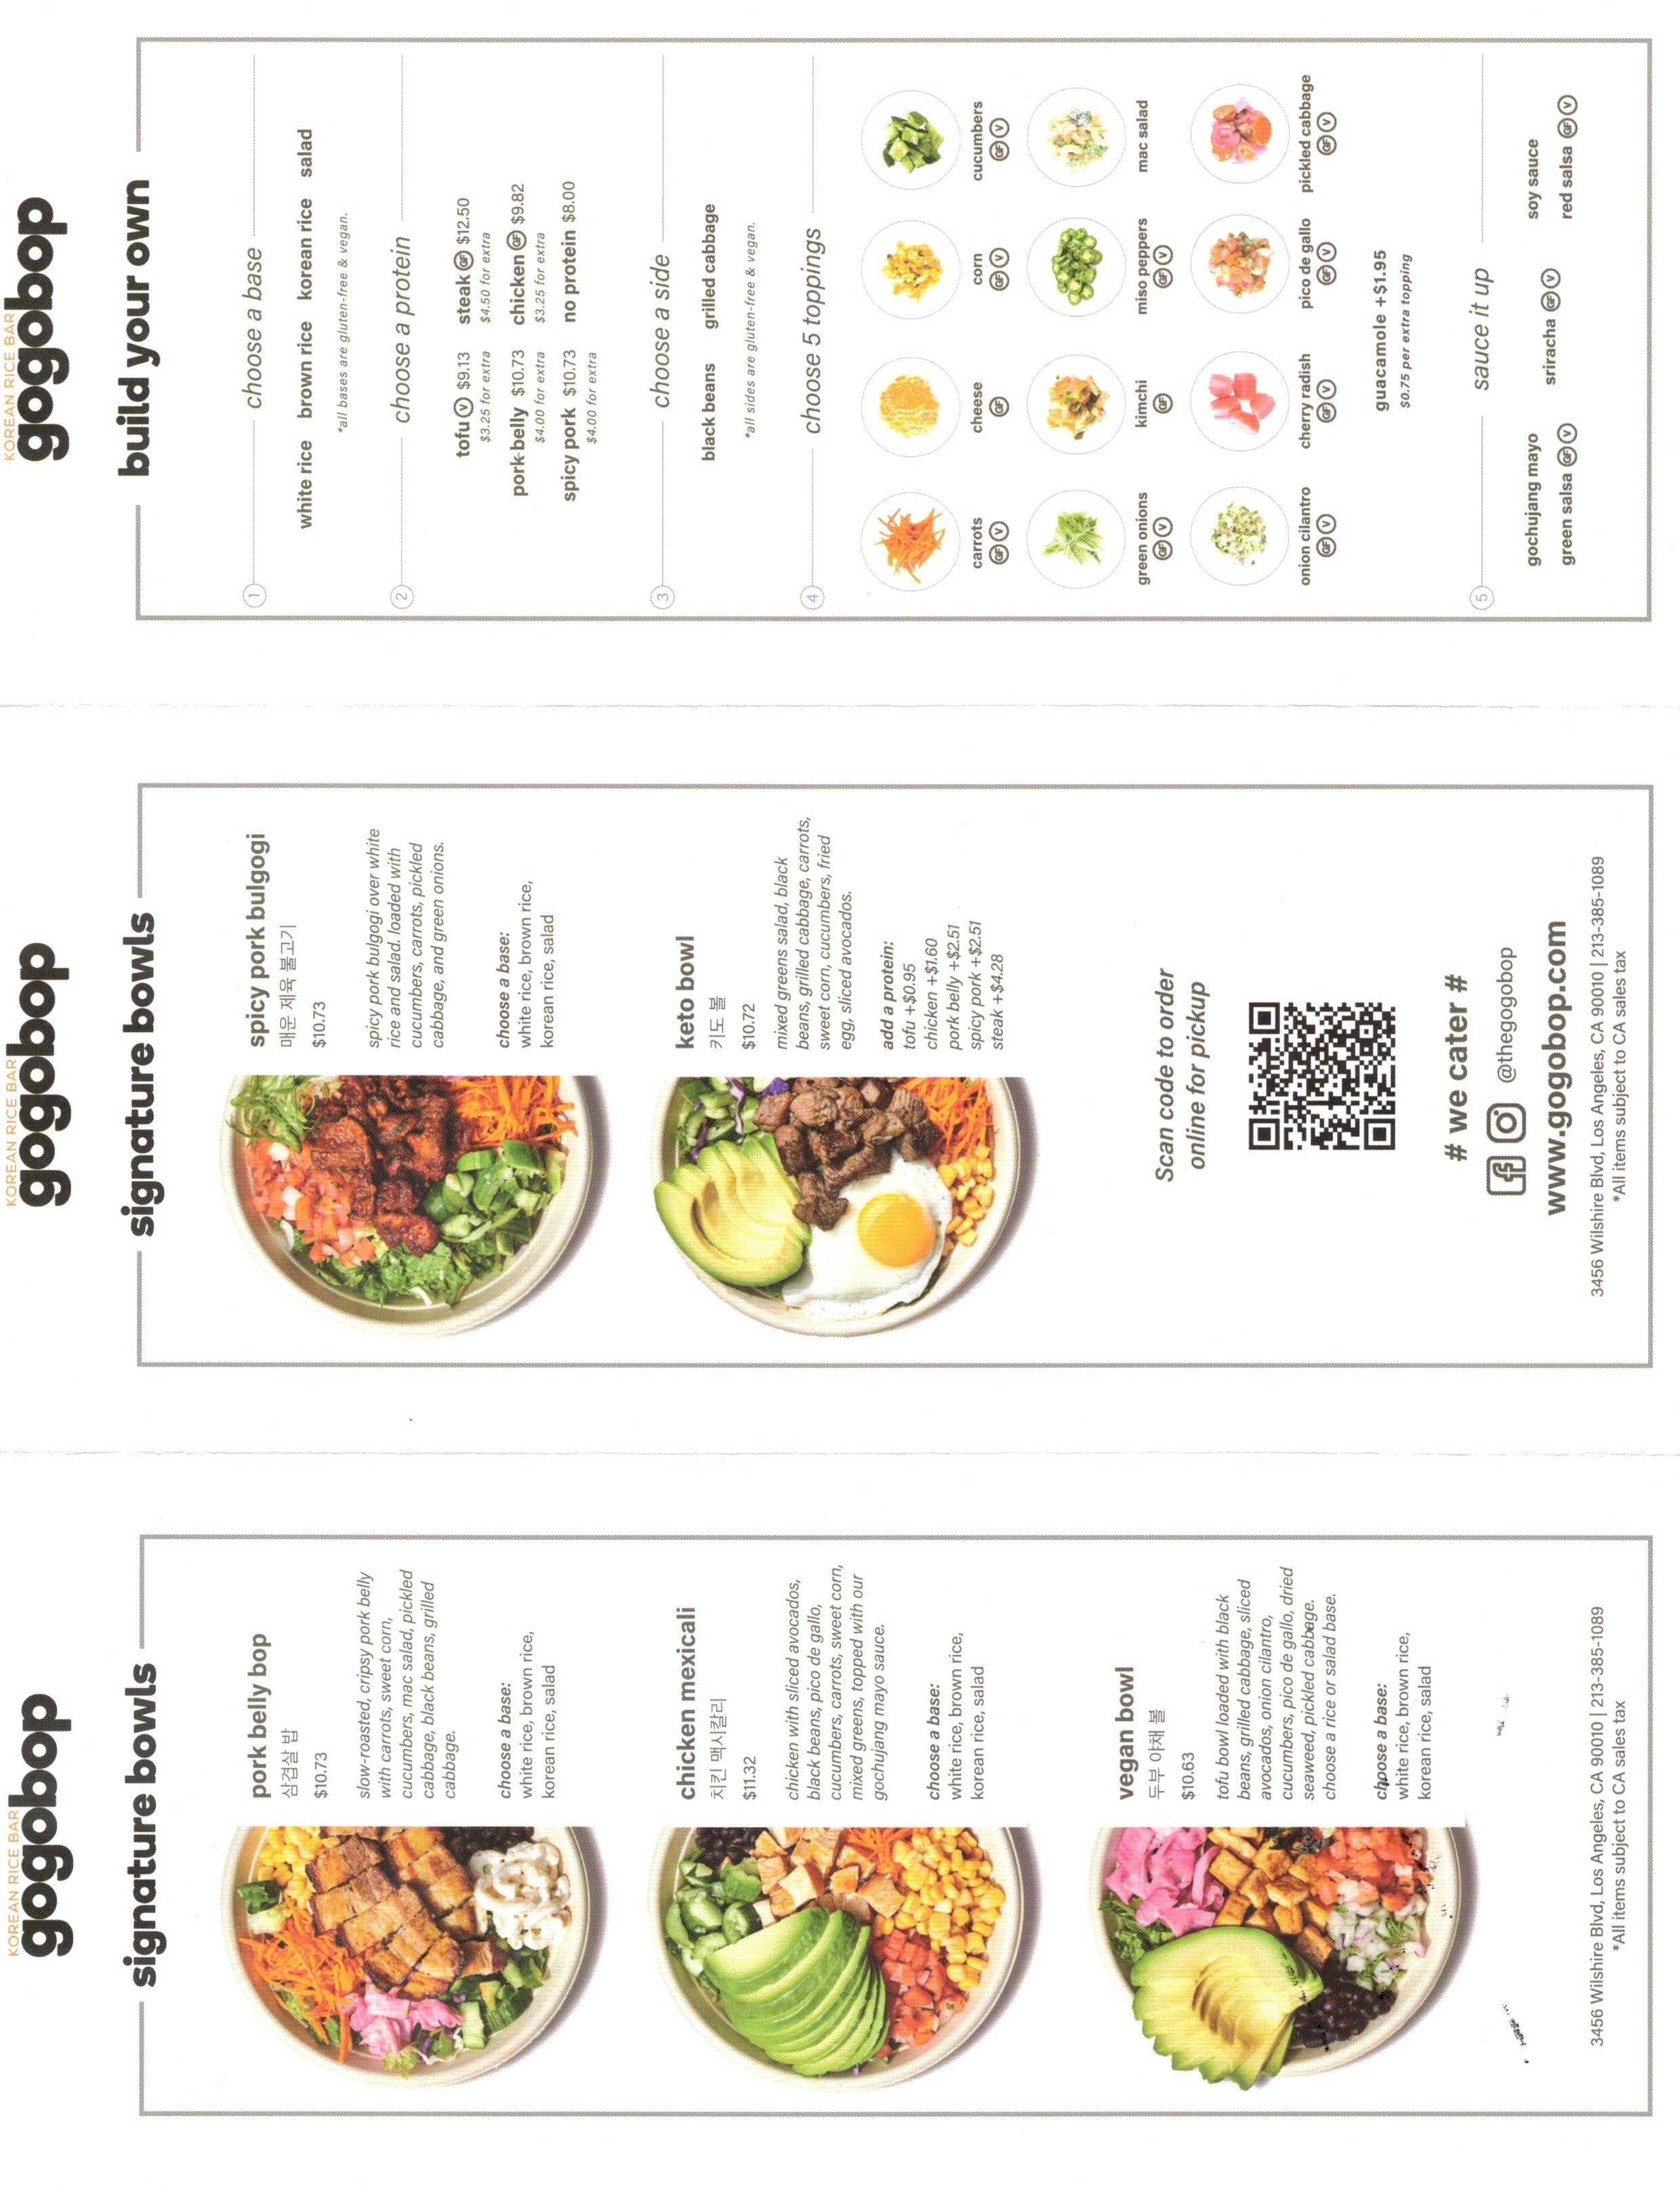 KOREAN RICE BAR
gogobop
signature bowls
pork belly bop
삼겹살 밥
$10.73
slow-roasted, cripsy pork belly
with carrots, sweet corn,
cucumbers, mac salad, pickled
cabbage, black beans, grilled
cabbage.
choose a base:
white rice, brown rice,
korean rice, salad
chicken mexicali
치킨 맥시칼리
$11.32
chicken with sliced avocados,
black beans, pico de gallo,
cucumbers, carrots, sweet corn,
mixed greens, topped with our
gochujang mayo sauce.
choose a base:
white rice, brown rice,
korean rice, salad
vegan bowl
두부 야채 볼
$10.63
tofu bowl loaded with black
beans, grilled cabbage, sliced
avocados, onion cilantro,
cucumbers, pico de gallo, dried
seaweed, pickled cabbage.
choose a rice or salad base.
choose a base:
white rice, brown rice,
korean rice, salad
3456 Wilshire Blvd, Los Angeles, CA 90010 | 213-385-1089
*All items subject to CA sales tax
KOREAN RICE BAR
gogobop
signature bowls
spicy pork bulgogi
매운 제육 불고기
$10.73
spicy pork bulgogi over white
rice and salad. loaded with
cucumbers, carrots, pickled
cabbage, and green onions.
choose a base:
white rice, brown rice,
korean rice, salad
keto bowl
키도 볼
$10.72
mixed greens salad, black
beans, grilled cabbage, carrots,
sweet corn, cucumbers, fried
egg, sliced avocados.
add a protein:
tofu +$0.95
chicken +$1.60
pork belly +$2.51
spicy pork +$2.51
steak +$4.28
Scan code to order
online for pickup
# we cater #
@thegogobop
www.gogobop.com
3456 Wilshire Blvd, Los Angeles, CA 90010 | 213-385-1089
*All items subject to CA sales tax
KOREAN RICE BAR
gogobop
build your own
1 choose a base
white rice brown rice korean rice salad
*all bases are gluten-free & vegan.
2 choose a protein
tofu V $9.13 steak GF $12.50
$3.25 for extra $4.50 for extra
pork belly $10.73 chicken GF $9.82
$4.00 for extra $3.25 for extra
spicy pork $10.73 no protein $8.00
$4.00 for extra
3 choose a side
black beans grilled cabbage
*all sides are gluten-free & vegan.
4 choose 5 toppings
carrots cheese corn cucumbers
GF V GF GF V GF V
green onions kimchi miso peppers mac salad
GF V GF GF V
onion cilantro cherry radish pico de gallo pickled cabbage
GF V GF V GF V GF V
guacamole +$1.95
$0.75 per extra topping
5 sauce it up
gochujang mayo sriracha GF V soy sauce
green salsa GF V red salsa GF V